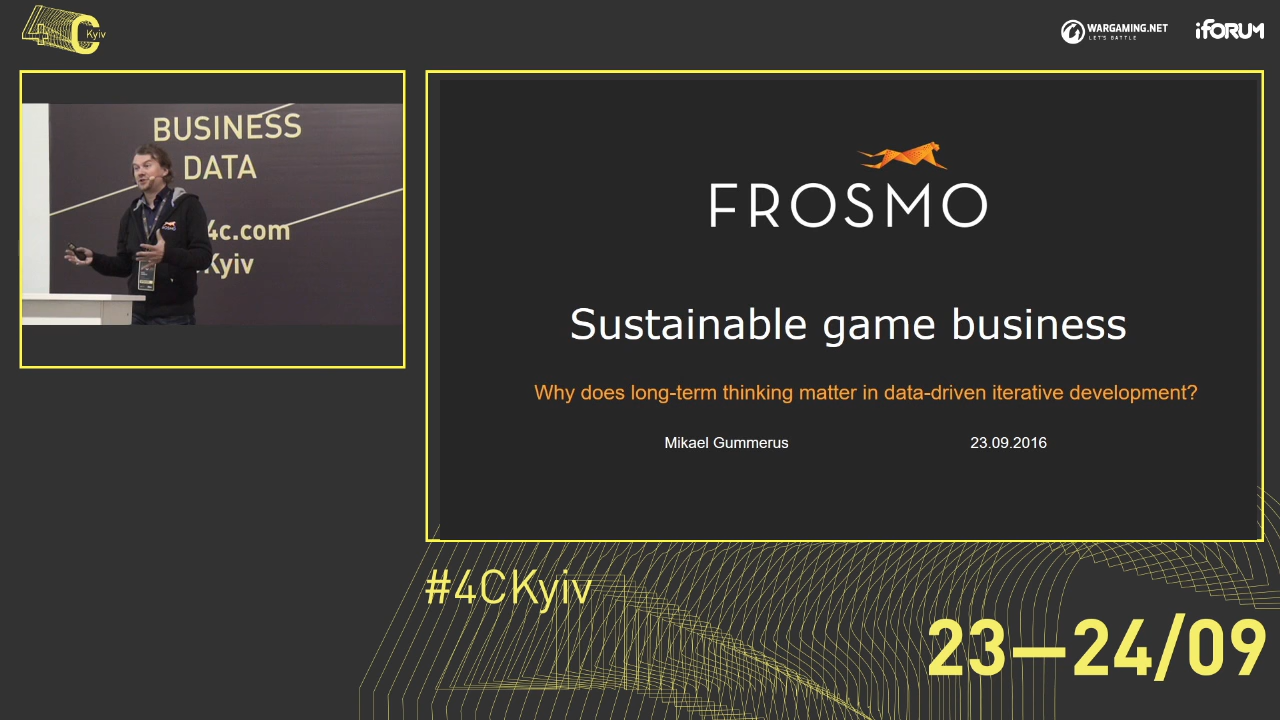 4C Kyiv
WARGAMING.NET
LET'S BATTLE
iFORUM
BUSINESS
DATA
4c.com
Kyiv
FROSMO
Sustainable game business
Why does long-term thinking matter in data-driven iterative development?
Mikael Gummerus
23.09.2016
#4CKyiv
23—24/09